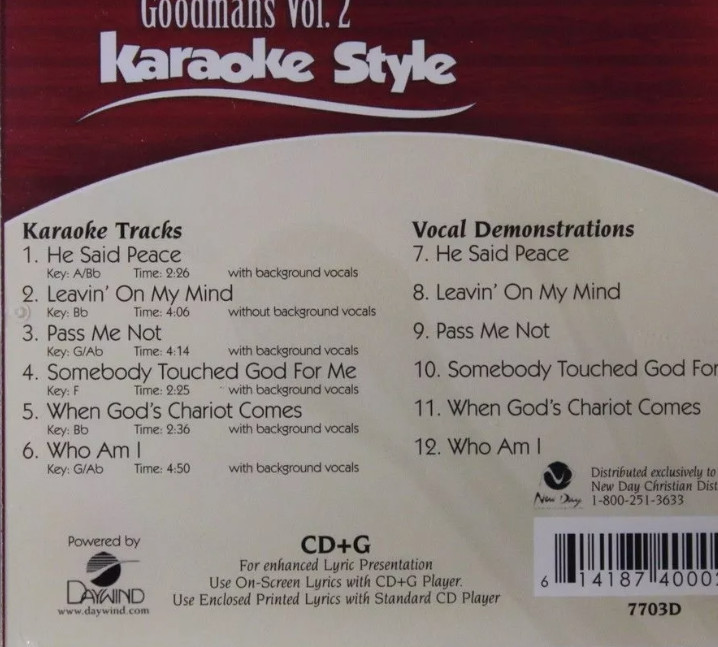 Goodmans Vol. 2
Karaoke Style
Karaoke Tracks
1. He Said Peace
Key: A/Bb Time: 2:26 with background vocals
2. Leavin' On My Mind
Key: Bb Time: 4:06 without background vocals
3. Pass Me Not
Key: G/Ab Time: 4:14 with background vocals
4. Somebody Touched God For Me
Key: F Time: 2:25 with background vocals
5. When God's Chariot Comes
Key: Bb Time: 2:36 with background vocals
6. Who Am I
Key: G/Ab Time: 4:50 with background vocals
Vocal Demonstrations
7. He Said Peace
8. Leavin' On My Mind
9. Pass Me Not
10. Somebody Touched God For
11. When God's Chariot Comes
12. Who Am I
New Day
Distributed exclusively to
New Day Christian Dist
1-800-251-3633
Powered by
DAYWIND
www.daywind.com
CD+G
For enhanced Lyric Presentation
Use On-Screen Lyrics with CD+G Player.
Use Enclosed Printed Lyrics with Standard CD Player
6 14187 4000
7703D